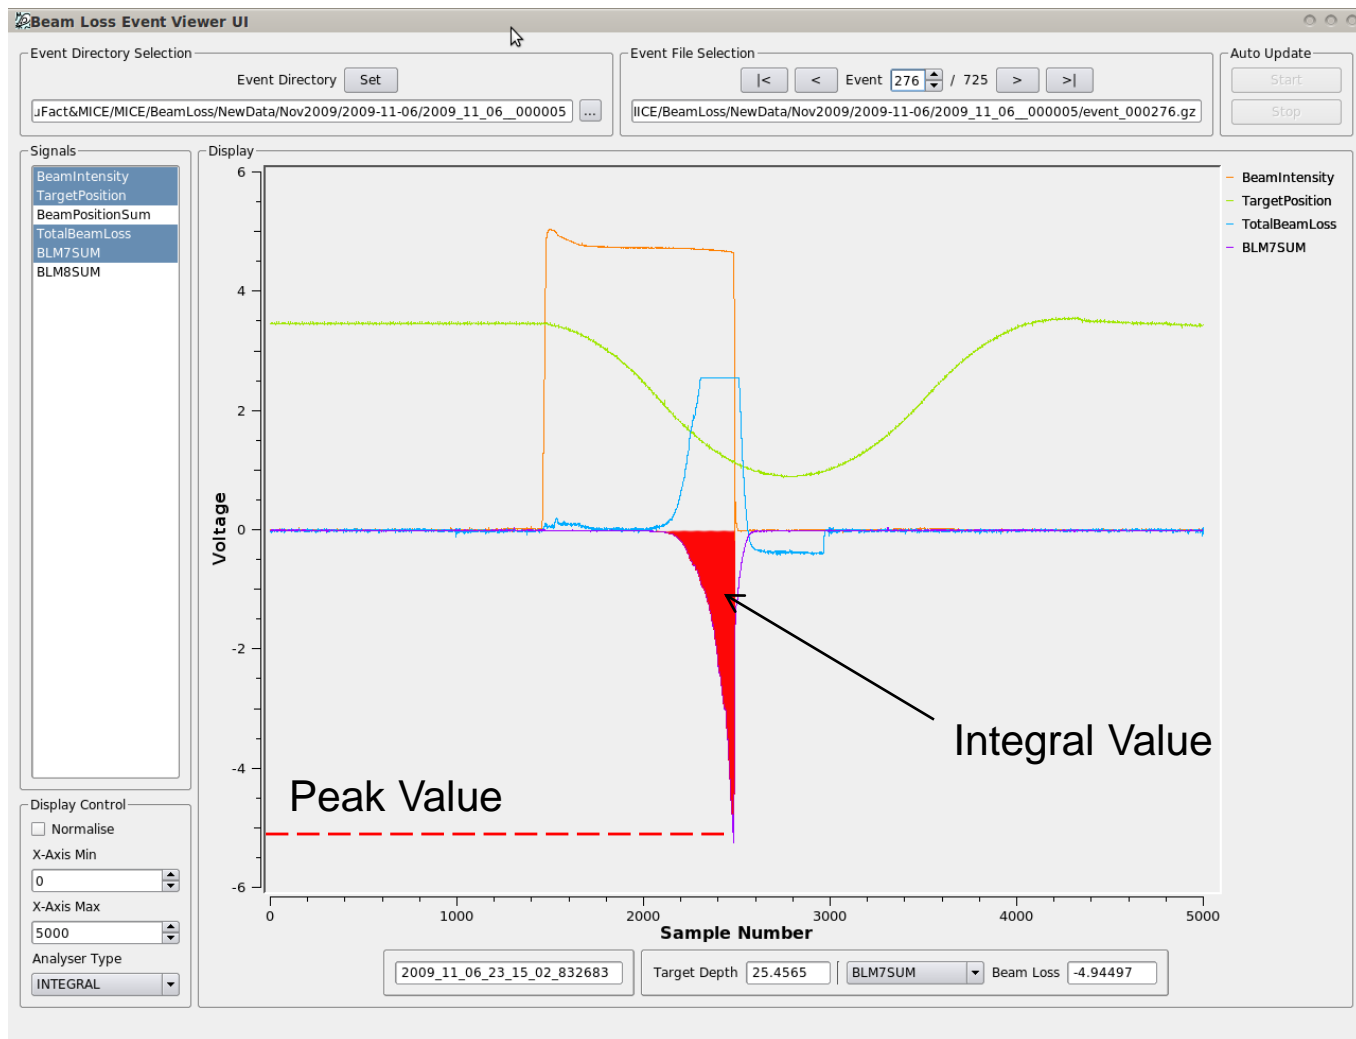 Beam Loss Event Viewer UI
Event Directory Selection
Event Directory Set
uFact&MICE/MICE/BeamLoss/NewData/Nov2009/2009-11-06/2009_11_06__000005 ...
Event File Selection
|< < Event 276 / 725 > >|
IICE/BeamLoss/NewData/Nov2009/2009-11-06/2009_11_06__000005/event_000276.gz
Auto Update
Start
Stop
Signals
BeamIntensity
TargetPosition
BeamPositionSum
TotalBeamLoss
BLM7SUM
BLM8SUM
Display Control
Normalise
X-Axis Min
0
X-Axis Max
5000
Analyser Type
INTEGRAL
Display
6
4
2
0
-2
-4
-6
Voltage
0 1000 2000 3000 4000 5000
Sample Number
Integral Value
Peak Value
BeamIntensity
TargetPosition
TotalBeamLoss
BLM7SUM
2009_11_06_23_15_02_832683
Target Depth 25.4565 BLM7SUM Beam Loss -4.94497